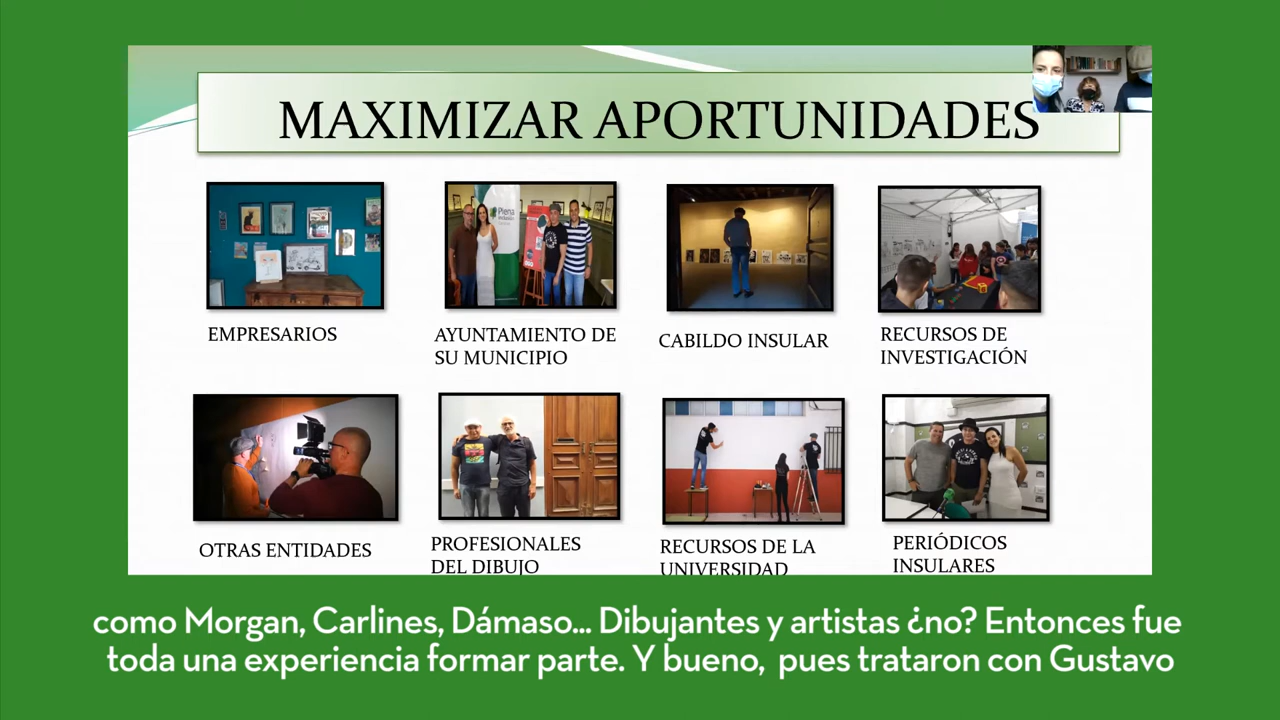 MAXIMIZAR APORTUNIDADES
Plena
inclusión
EMPRESARIOS
AYUNTAMIENTO DE
SU MUNICIPIO
CABILDO INSULAR
RECURSOS DE
INVESTIGACIÓN
OTRAS ENTIDADES
PROFESIONALES
DEL DIBUJO
RECURSOS DE LA
UNIVERSIDAD
PERIÓDICOS
INSULARES
como Morgan, Carlines, Dámaso... Dibujantes y artistas ¿no? Entonces fue
toda una experiencia formar parte. Y bueno, pues trataron con Gustavo